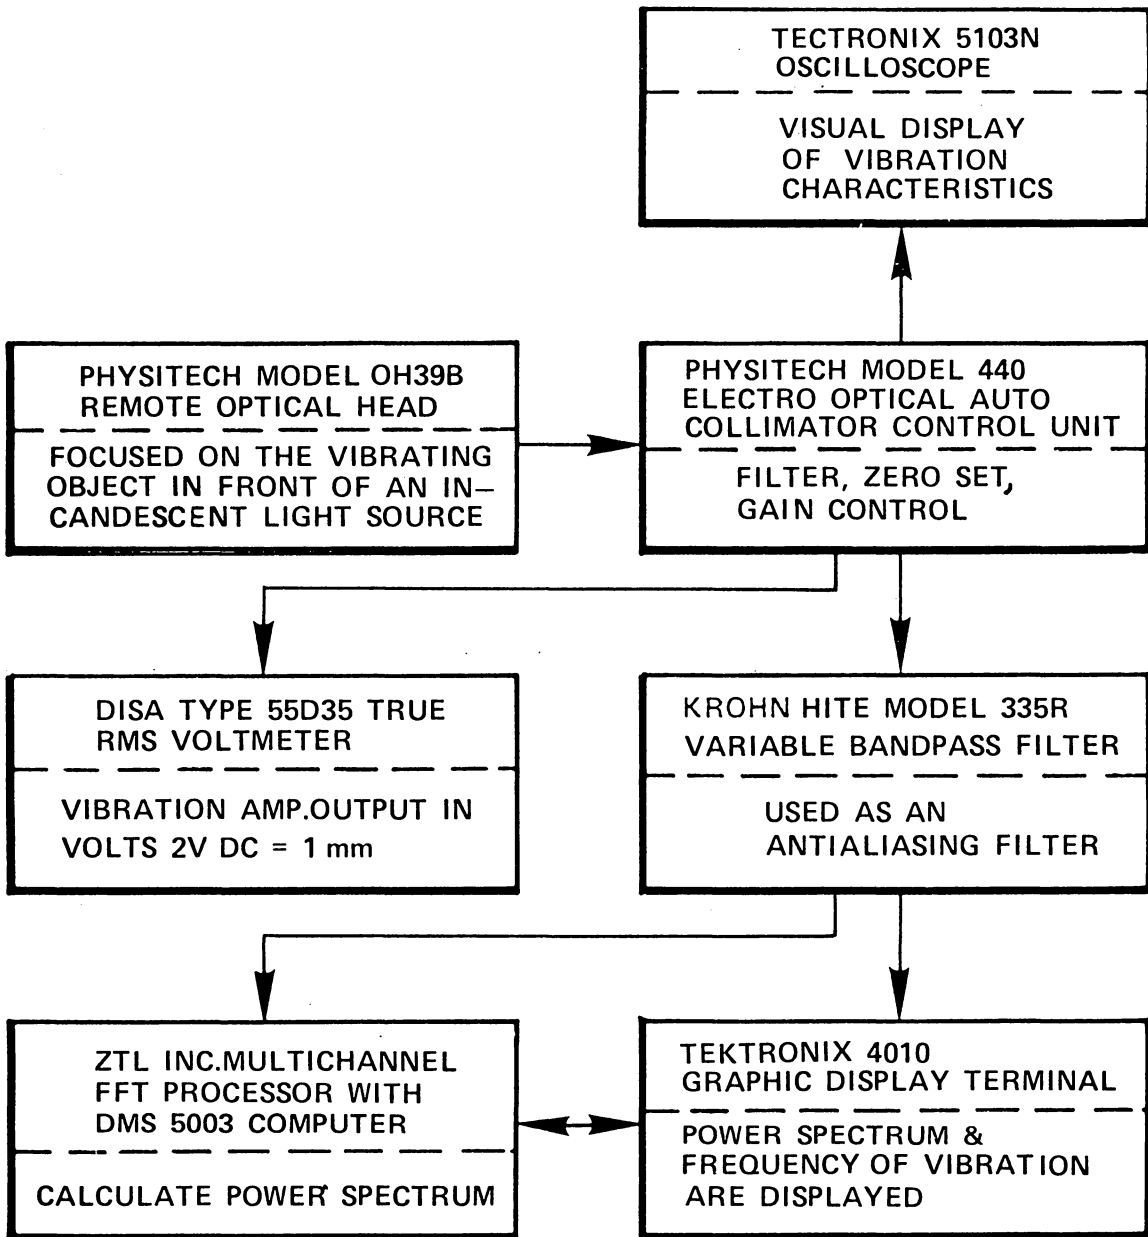 TECTRONIX 5103N
OSCILLOSCOPE
VISUAL DISPLAY
OF VIBRATION
CHARACTERISTICS
PHYSITECH MODEL OH39B
REMOTE OPTICAL HEAD
FOCUSED ON THE VIBRATING
OBJECT IN FRONT OF AN IN–
CANDESCENT LIGHT SOURCE
PHYSITECH MODEL 440
ELECTRO OPTICAL AUTO
COLLIMATOR CONTROL UNIT
FILTER, ZERO SET,
GAIN CONTROL
DISA TYPE 55D35 TRUE
RMS VOLTMETER
VIBRATION AMP.OUTPUT IN
VOLTS 2V DC = 1 mm
KROHN HITE MODEL 335R
VARIABLE BANDPASS FILTER
USED AS AN
ANTIALIASING FILTER
ZTL INC.MULTICHANNEL
FFT PROCESSOR WITH
DMS 5003 COMPUTER
CALCULATE POWER SPECTRUM
TEKTRONIX 4010
GRAPHIC DISPLAY TERMINAL
POWER SPECTRUM &
FREQUENCY OF VIBRATION
ARE DISPLAYED